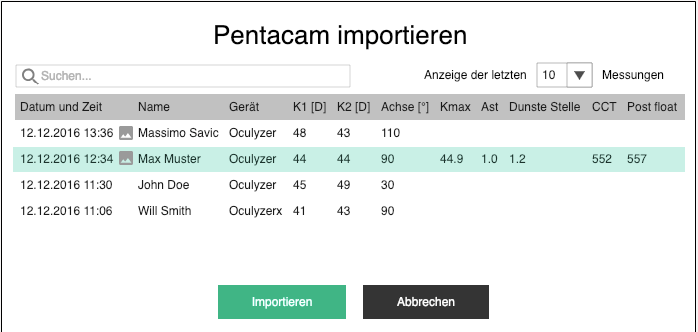 Pentacam importieren
Suchen... Anzeige der letzten 10 Messungen
Datum und Zeit Name Gerät K1 [D] K2 [D] Achse [°] Kmax Ast Dunste Stelle CCT Post float
12.12.2016 13:36 Massimo Savic Oculyzer 48 43 110
12.12.2016 12:34 Max Muster Oculyzer 44 44 90 44.9 1.0 1.2 552 557
12.12.2016 11:30 John Doe Oculyzer 45 49 30
12.12.2016 11:06 Will Smith Oculyzerx 41 43 90
Importieren Abbrechen